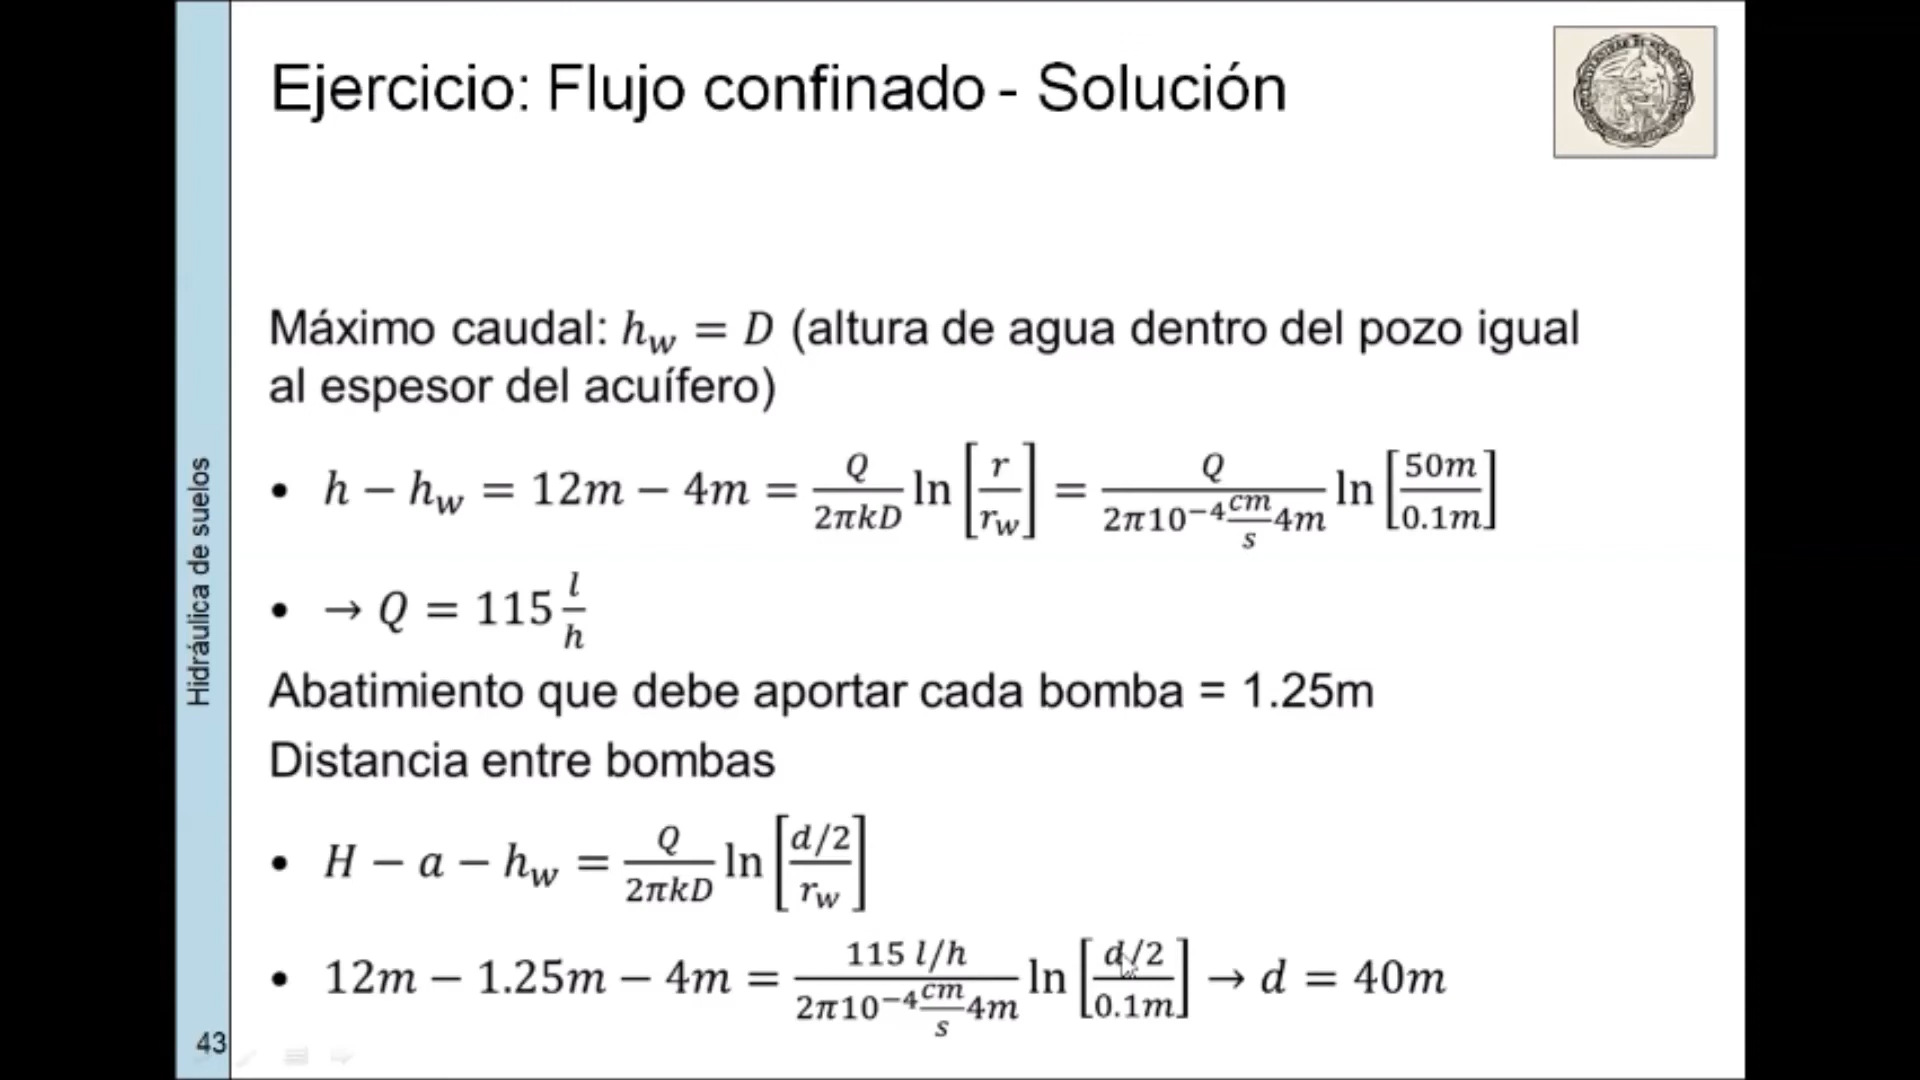 Ejercicio: Flujo confinado - Solución
Máximo caudal: h_w = D (altura de agua dentro del pozo igual
al espesor del acuífero)
• h − h_w = 12m − 4m = Q/(2πkD) ln[r/r_w] = Q/(2π10⁻⁴ cm/s 4m) ln[50m/0.1m]
• → Q = 115 l/h
Abatimiento que debe aportar cada bomba = 1.25m
Distancia entre bombas
• H − a − h_w = Q/(2πkD) ln[(d/2)/r_w]
• 12m − 1.25m − 4m = (115 l/h)/(2π10⁻⁴ cm/s 4m) ln[(d/2)/0.1m] → d = 40m
Hidráulica de suelos
43